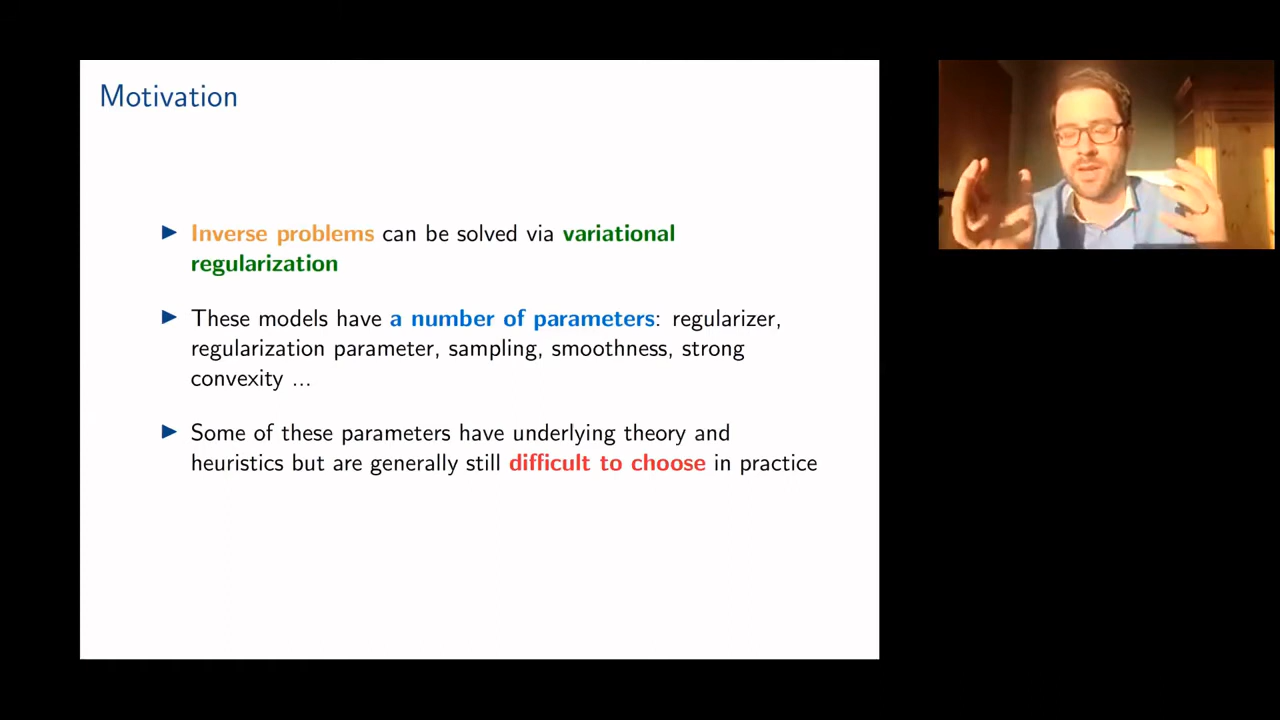 Motivation
▶ Inverse problems can be solved via variational
regularization
▶ These models have a number of parameters: regularizer,
regularization parameter, sampling, smoothness, strong
convexity ...
▶ Some of these parameters have underlying theory and
heuristics but are generally still difficult to choose in practice